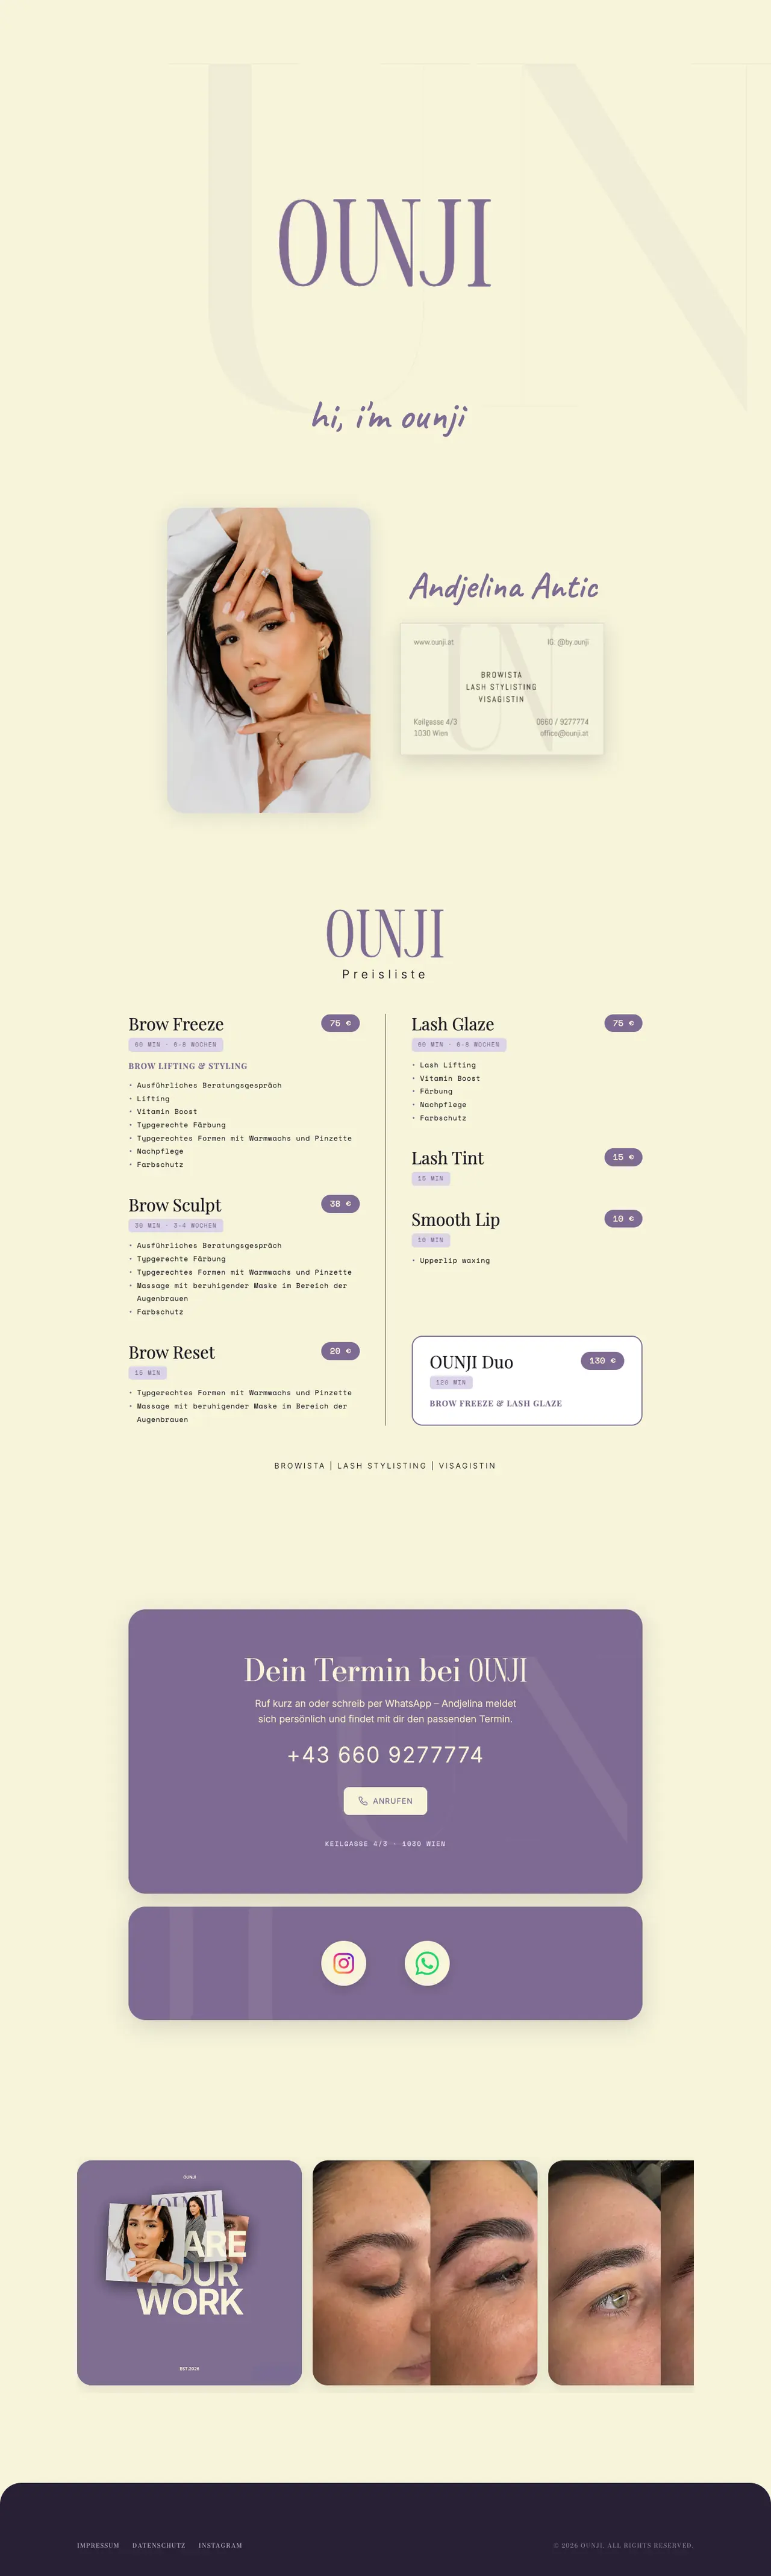 UN
OUNJI
hi, i'm ounji
Andjelina Antic
www.ounji.at
IG: @by.ounji
BROWISTA
LASH STYLISTING
VISAGISTIN
Keilgasse 4/3
1030 Wien
0660 / 9277774
office@ounji.at
OUNJI
Preisliste
Brow Freeze
75 €
60 MIN · 6-8 WOCHEN
BROW LIFTING & STYLING
• Ausführliches Beratungsgespräch
• Lifting
• Vitamin Boost
• Typgerechte Färbung
• Typgerechtes Formen mit Warmwachs und Pinzette
• Nachpflege
• Farbschutz
Brow Sculpt
38 €
30 MIN · 3-4 WOCHEN
• Ausführliches Beratungsgespräch
• Typgerechte Färbung
• Typgerechtes Formen mit Warmwachs und Pinzette
• Massage mit beruhigender Maske im Bereich der
Augenbrauen
• Farbschutz
Brow Reset
20 €
15 MIN
• Typgerechtes Formen mit Warmwachs und Pinzette
• Massage mit beruhigender Maske im Bereich der
Augenbrauen
Lash Glaze
75 €
60 MIN · 6-8 WOCHEN
• Lash Lifting
• Vitamin Boost
• Färbung
• Nachpflege
• Farbschutz
Lash Tint
15 €
15 MIN
Smooth Lip
10 €
10 MIN
• Upperlip waxing
OUNJI Duo
130 €
120 MIN
BROW FREEZE & LASH GLAZE
BROWISTA | LASH STYLISTING | VISAGISTIN
Dein Termin bei OUNJI
Ruf kurz an oder schreib per WhatsApp – Andjelina meldet
sich persönlich und findet mit dir den passenden Termin.
+43 660 9277774
ANRUFEN
KEILGASSE 4/3 · 1030 WIEN
OUNJI
OUNJI
WORK
EST.2026
IMPRESSUM DATENSCHUTZ INSTAGRAM
© 2026 OUNJI. ALL RIGHTS RESERVED.